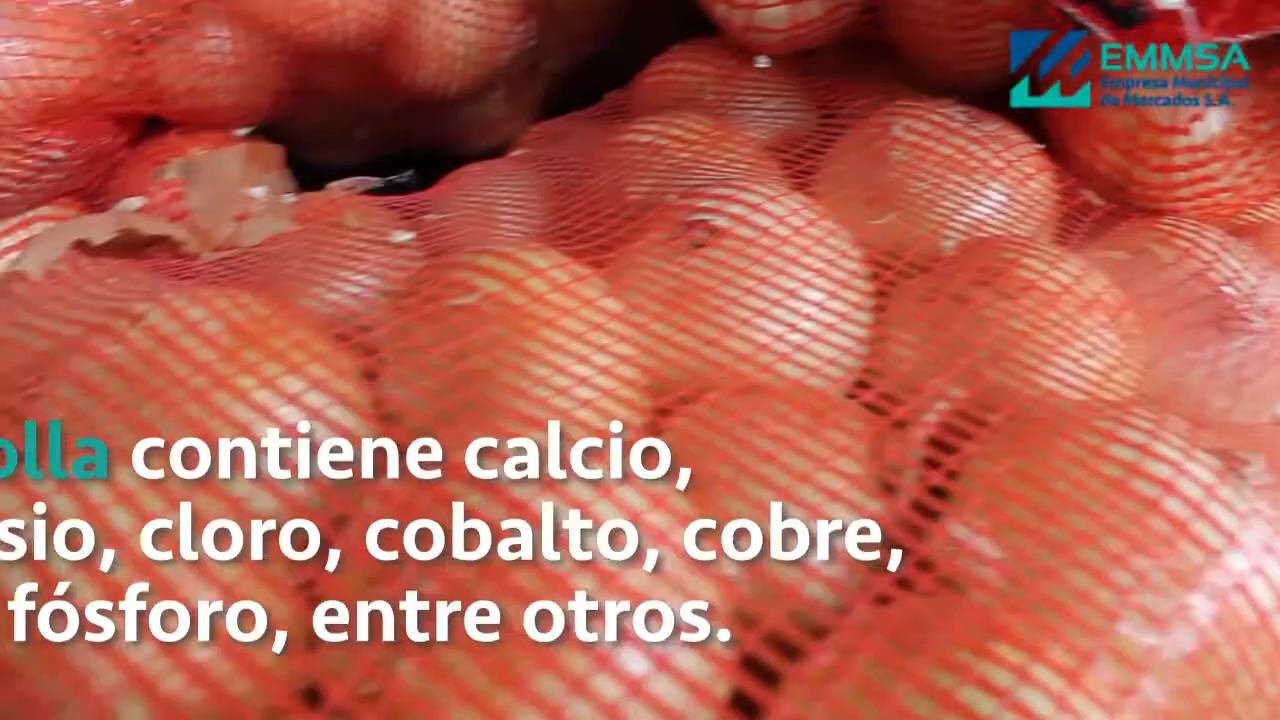 EMMSA
Empresa Municipal
de Mercados S.A.
olla contiene calcio,
sio, cloro, cobalto, cobre,
fósforo, entre otros.